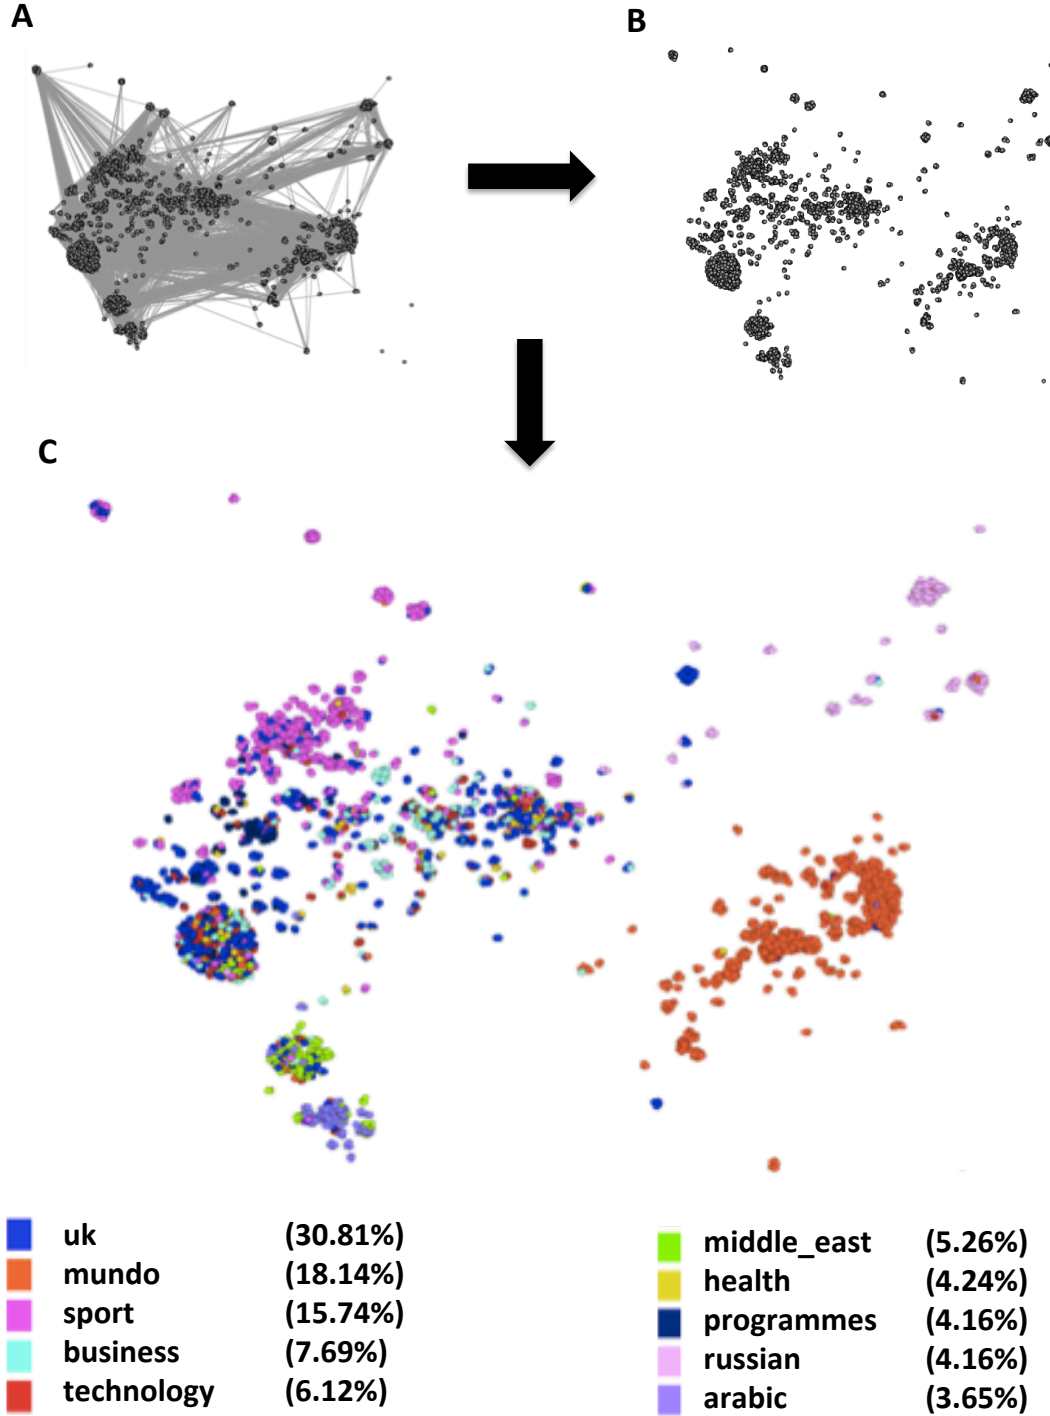 A
B
C
uk (30.81%)
mundo (18.14%)
sport (15.74%)
business (7.69%)
technology (6.12%)
middle_east (5.26%)
health (4.24%)
programmes (4.16%)
russian (4.16%)
arabic (3.65%)